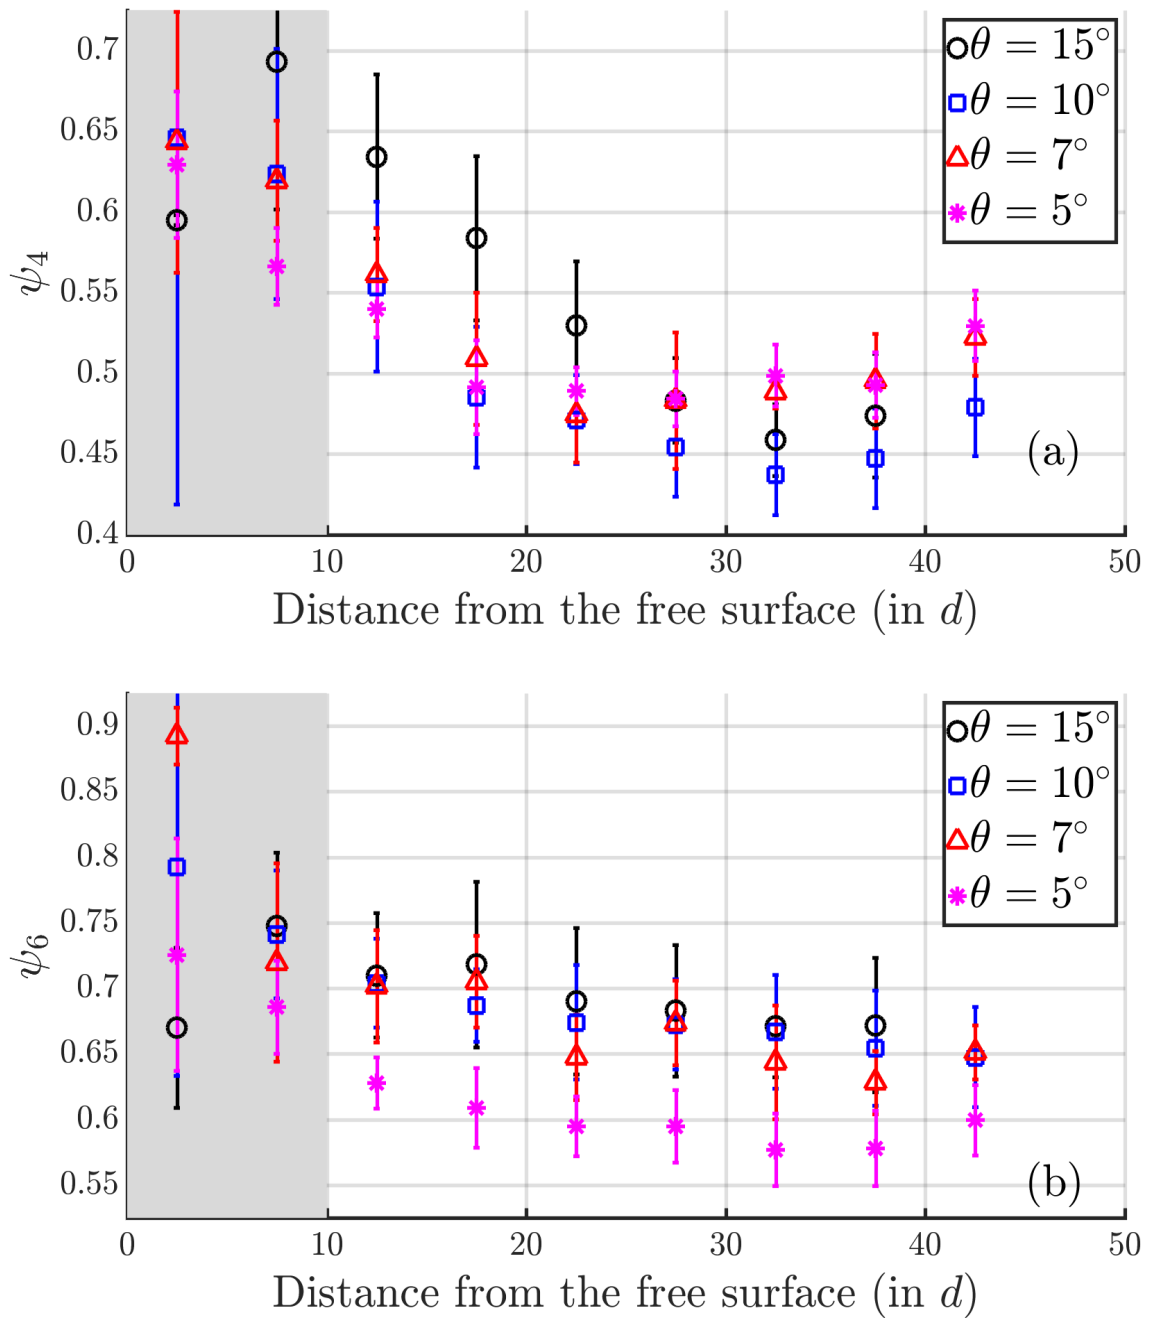 0.7
0.65
0.6
0.55
0.5
0.45
0.4
ψ4
θ = 15°
θ = 10°
θ = 7°
θ = 5°
(a)
0 10 20 30 40 50
Distance from the free surface (in d)
0.9
0.85
0.8
0.75
0.7
0.65
0.6
0.55
ψ6
θ = 15°
θ = 10°
θ = 7°
θ = 5°
(b)
0 10 20 30 40 50
Distance from the free surface (in d)